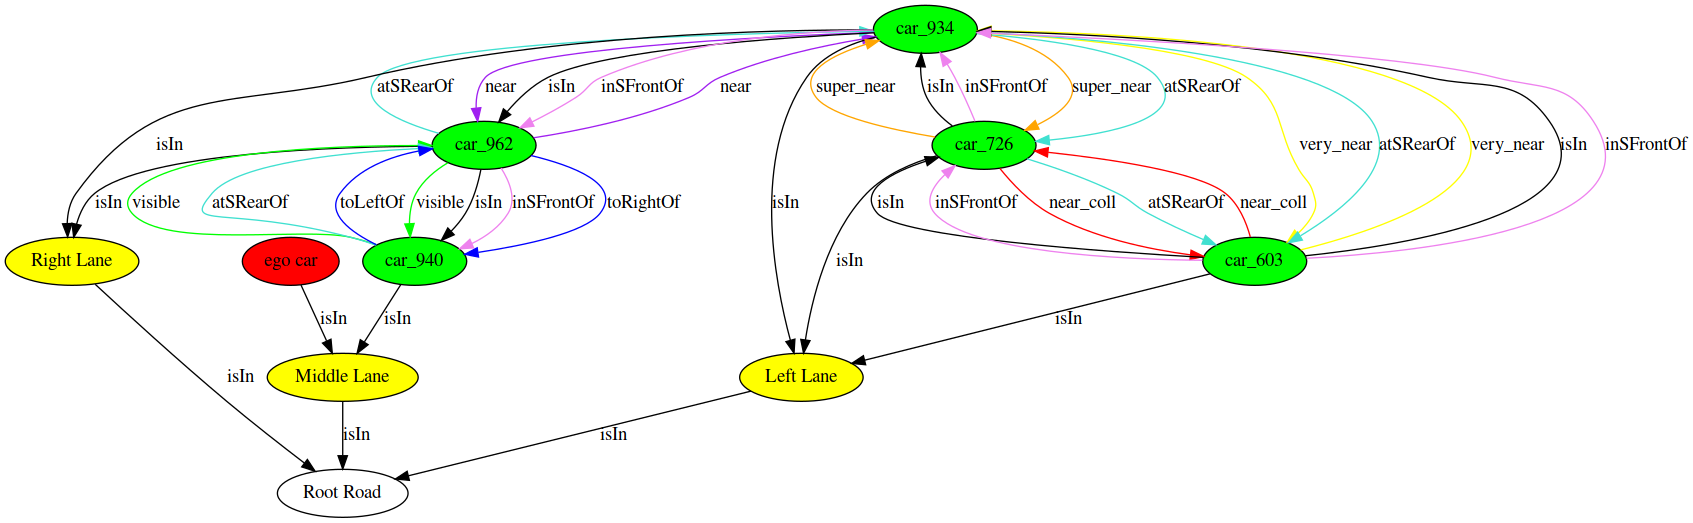 car_934
atSRearOf near isIn inSFrontOf near super_near isIn inSFrontOf super_near atSRearOf
isIn car_962 car_726 very_near atSRearOf very_near isIn inSFrontOf
isIn visible atSRearOf toLeftOf visible isIn inSFrontOf toRightOf isIn isIn inSFrontOf near_coll atSRearOf near_coll
Right Lane ego car car_940 isIn car_603
isIn isIn isIn
isIn Middle Lane Left Lane
isIn isIn
Root Road